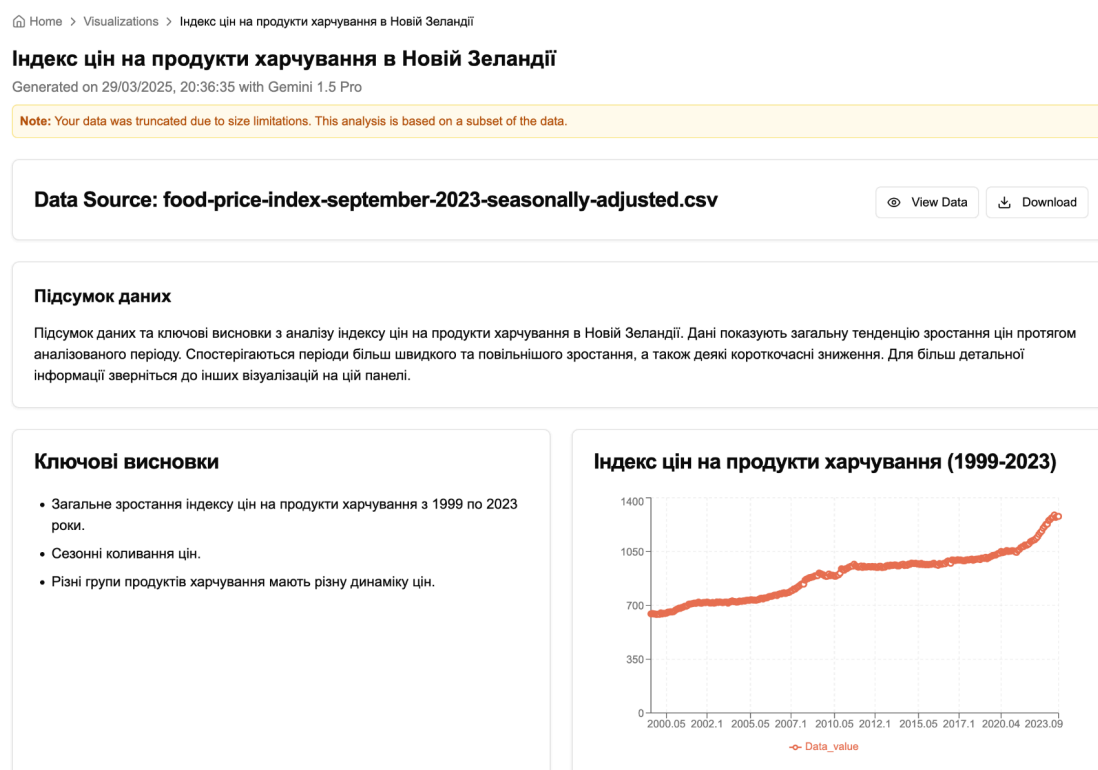 Home > Visualizations > Індекс цін на продукти харчування в Новій Зеландії
Індекс цін на продукти харчування в Новій Зеландії
Generated on 29/03/2025, 20:36:35 with Gemini 1.5 Pro
Note: Your data was truncated due to size limitations. This analysis is based on a subset of the data.
Data Source: food-price-index-september-2023-seasonally-adjusted.csv
View Data
Download
Підсумок даних
Підсумок даних та ключові висновки з аналізу індексу цін на продукти харчування в Новій Зеландії. Дані показують загальну тенденцію зростання цін протягом
аналізованого періоду. Спостерігаються періоди більш швидкого та повільнішого зростання, а також деякі короткочасні зниження. Для більш детальної
інформації зверніться до інших візуалізацій на цій панелі.
Ключові висновки
• Загальне зростання індексу цін на продукти харчування з 1999 по 2023
роки.
• Сезонні коливання цін.
• Різні групи продуктів харчування мають різну динаміку цін.
Індекс цін на продукти харчування (1999-2023)
1400
1050
700
350
0
2000.05 2002.1 2005.05 2007.1 2010.05 2012.1 2015.05 2017.1 2020.04 2023.09
Data_value